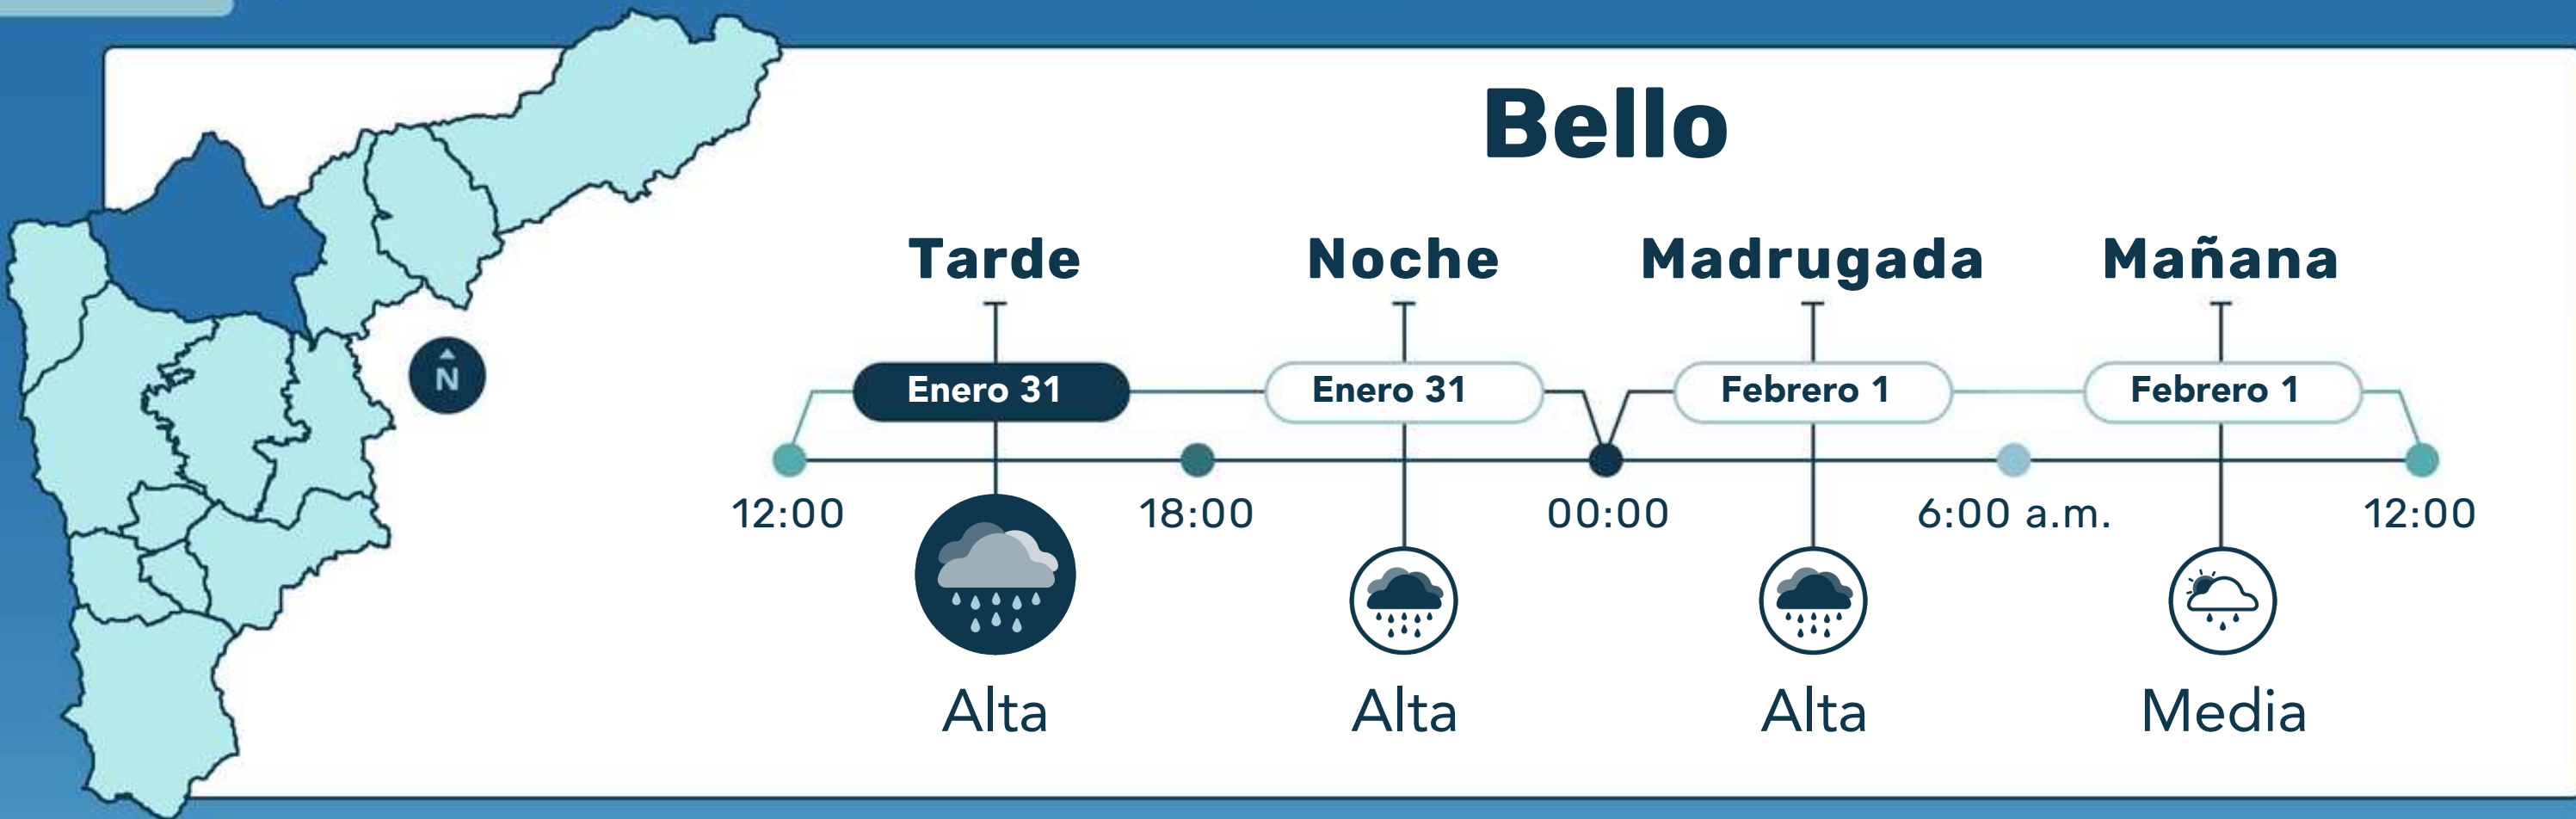 Bello
Tarde Noche Madrugada Mañana
N
Enero 31 Enero 31 Febrero 1 Febrero 1
12:00 18:00 00:00 6:00 a.m. 12:00
Alta Alta Alta Media